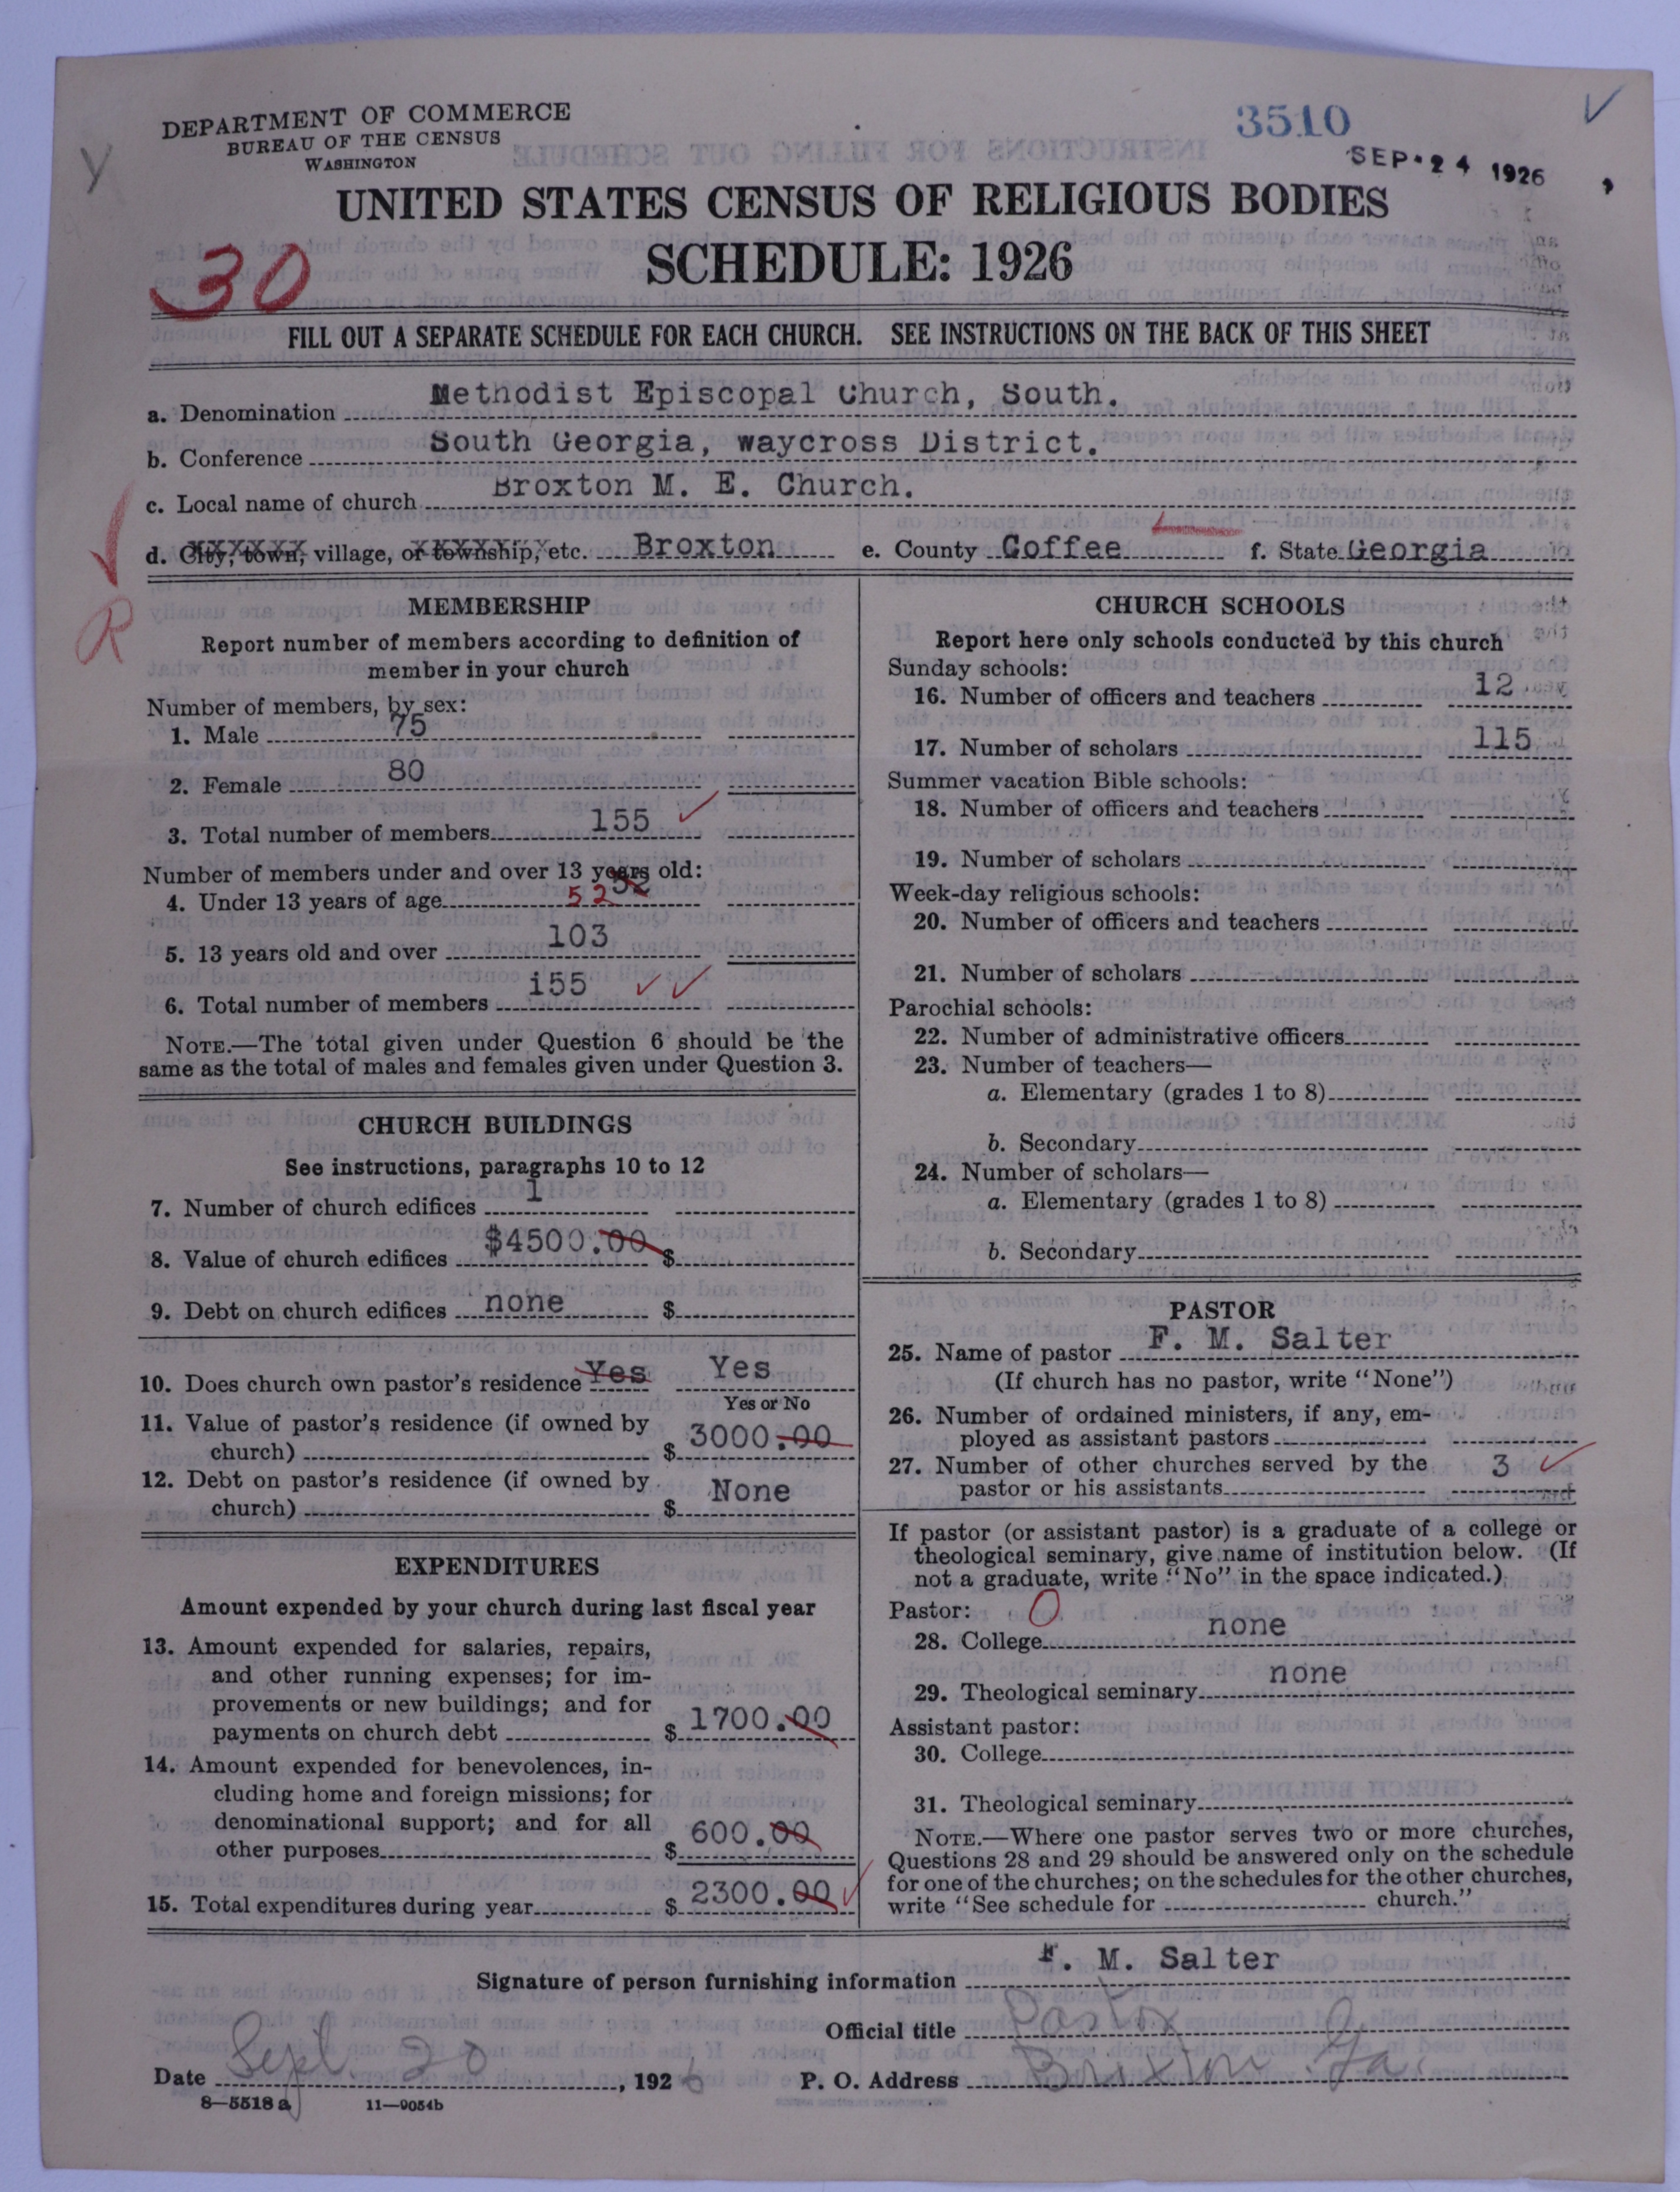 DEPARTMENT OF COMMERCE
BUREAU OF THE CENSUS
WASHINGTON
3510
SEP 24 1926
UNITED STATES CENSUS OF RELIGIOUS BODIES
SCHEDULE: 1926
30
FILL OUT A SEPARATE SCHEDULE FOR EACH CHURCH. SEE INSTRUCTIONS ON THE BACK OF THIS SHEET
a. Denomination Methodist Episcopal Church, South.
b. Conference South Georgia, waycross District.
c. Local name of church Broxton M. E. Church.
d. City, town, village, or township, etc. Broxton e. County Coffee f. State Georgia
R
MEMBERSHIP
Report number of members according to definition of
member in your church
Number of members, by sex:
1. Male 75
2. Female 80
3. Total number of members 155
Number of members under and over 13 years old:
4. Under 13 years of age 52 52
5. 13 years old and over 103
6. Total number of members 155
NOTE.—The total given under Question 6 should be the
same as the total of males and females given under Question 3.
CHURCH BUILDINGS
See instructions, paragraphs 10 to 12
7. Number of church edifices 1
8. Value of church edifices $4500.00 $
9. Debt on church edifices none $
10. Does church own pastor's residence Yes Yes
Yes or No
11. Value of pastor's residence (if owned by
church) $ 3000.00
12. Debt on pastor's residence (if owned by
church) $ None
EXPENDITURES
Amount expended by your church during last fiscal year
13. Amount expended for salaries, repairs,
and other running expenses; for im-
provements or new buildings; and for
payments on church debt $ 1700.00
14. Amount expended for benevolences, in-
cluding home and foreign missions; for
denominational support; and for all
other purposes $ 600.00
15. Total expenditures during year $ 2300.00
CHURCH SCHOOLS
Report here only schools conducted by this church
Sunday schools:
16. Number of officers and teachers 12
17. Number of scholars 115
Summer vacation Bible schools:
18. Number of officers and teachers
19. Number of scholars
Week-day religious schools:
20. Number of officers and teachers
21. Number of scholars
Parochial schools:
22. Number of administrative officers
23. Number of teachers—
a. Elementary (grades 1 to 8)
b. Secondary
24. Number of scholars—
a. Elementary (grades 1 to 8)
b. Secondary
PASTOR
25. Name of pastor F. M. Salter
(If church has no pastor, write "None")
26. Number of ordained ministers, if any, em-
ployed as assistant pastors
27. Number of other churches served by the
pastor or his assistants 3
If pastor (or assistant pastor) is a graduate of a college or
theological seminary, give name of institution below. (If
not a graduate, write "No" in the space indicated.)
Pastor: 0
28. College none
29. Theological seminary none
Assistant pastor:
30. College
31. Theological seminary
NOTE.—Where one pastor serves two or more churches,
Questions 28 and 29 should be answered only on the schedule
for one of the churches; on the schedules for the other churches,
write "See schedule for church."
Signature of person furnishing information F. M. Salter
Official title Pastor
Date Sept. 20, 1926 P. O. Address Broxton Ga.
8—5518 a 11—9054b